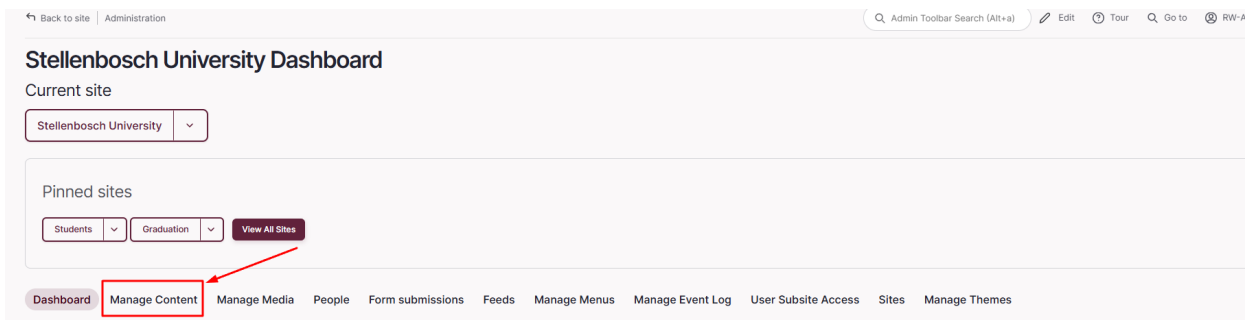 Back to site Administration Admin Toolbar Search (Alt+a) Edit Tour Go to RW-A
Stellenbosch University Dashboard
Current site
Stellenbosch University
Pinned sites
Students Graduation View All Sites
Dashboard Manage Content Manage Media People Form submissions Feeds Manage Menus Manage Event Log User Subsite Access Sites Manage Themes